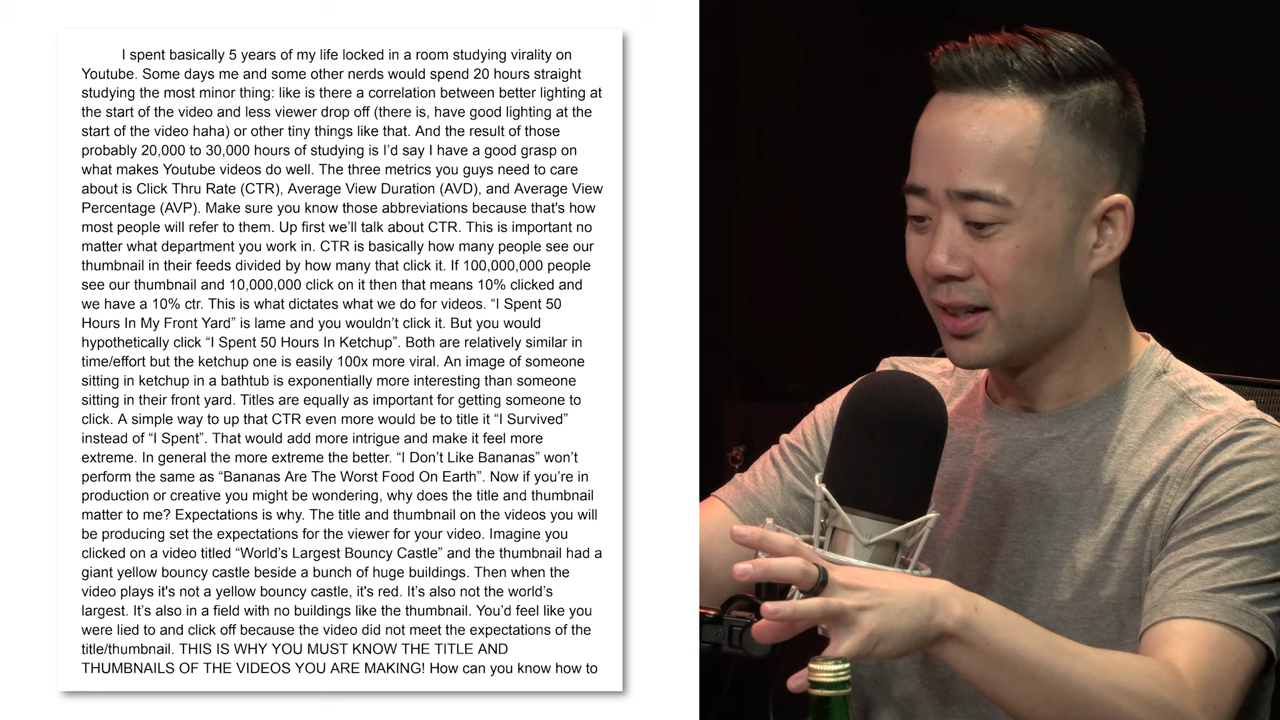 I spent basically 5 years of my life locked in a room studying virality on
Youtube. Some days me and some other nerds would spend 20 hours straight
studying the most minor thing: like is there a correlation between better lighting at
the start of the video and less viewer drop off (there is, have good lighting at the
start of the video haha) or other tiny things like that. And the result of those
probably 20,000 to 30,000 hours of studying is I’d say I have a good grasp on
what makes Youtube videos do well. The three metrics you guys need to care
about is Click Thru Rate (CTR), Average View Duration (AVD), and Average View
Percentage (AVP). Make sure you know those abbreviations because that's how
most people will refer to them. Up first we’ll talk about CTR. This is important no
matter what department you work in. CTR is basically how many people see our
thumbnail in their feeds divided by how many that click it. If 100,000,000 people
see our thumbnail and 10,000,000 click on it then that means 10% clicked and
we have a 10% ctr. This is what dictates what we do for videos. “I Spent 50
Hours In My Front Yard” is lame and you wouldn’t click it. But you would
hypothetically click “I Spent 50 Hours In Ketchup”. Both are relatively similar in
time/effort but the ketchup one is easily 100x more viral. An image of someone
sitting in ketchup in a bathtub is exponentially more interesting than someone
sitting in their front yard. Titles are equally as important for getting someone to
click. A simple way to up that CTR even more would be to title it “I Survived”
instead of “I Spent”. That would add more intrigue and make it feel more
extreme. In general the more extreme the better. “I Don’t Like Bananas” won’t
perform the same as “Bananas Are The Worst Food On Earth”. Now if you’re in
production or creative you might be wondering, why does the title and thumbnail
matter to me? Expectations is why. The title and thumbnail on the videos you will
be producing set the expectations for the viewer for your video. Imagine you
clicked on a video titled “World’s Largest Bouncy Castle” and the thumbnail had a
giant yellow bouncy castle beside a bunch of huge buildings. Then when the
video plays it's not a yellow bouncy castle, it's red. It’s also not the world’s
largest. It’s also in a field with no buildings like the thumbnail. You’d feel like you
were lied to and click off because the video did not meet the expectations of the
title/thumbnail. THIS IS WHY YOU MUST KNOW THE TITLE AND
THUMBNAILS OF THE VIDEOS YOU ARE MAKING! How can you know how to